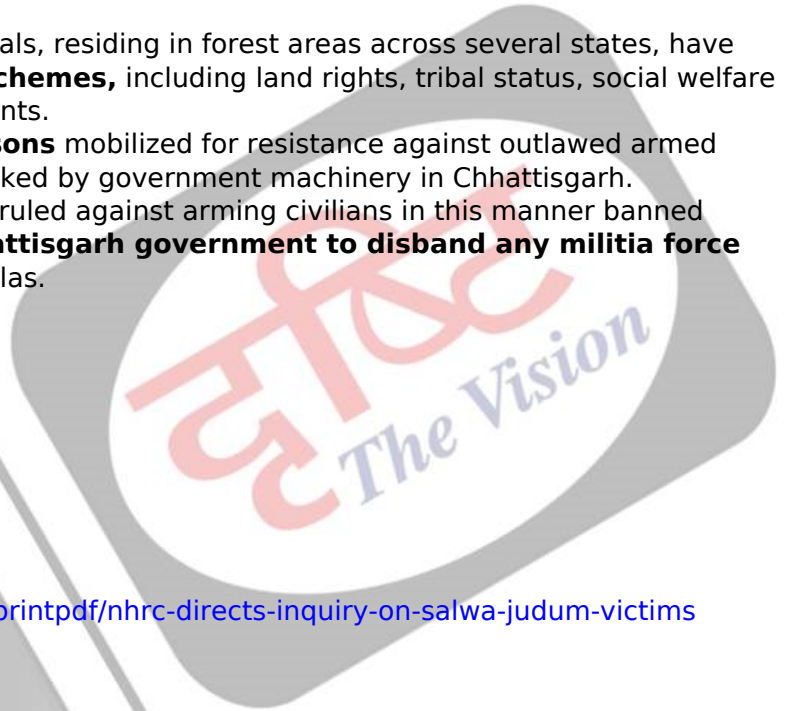 als, residing in forest areas across several states, have
chemes, including land rights, tribal status, social welfare
nts.
sons mobilized for resistance against outlawed armed
ked by government machinery in Chhattisgarh.
ruled against arming civilians in this manner banned
attisgarh government to disband any militia force
las.
दृष्टि
The Vision
printpdf/nhrc-directs-inquiry-on-salwa-judum-victims